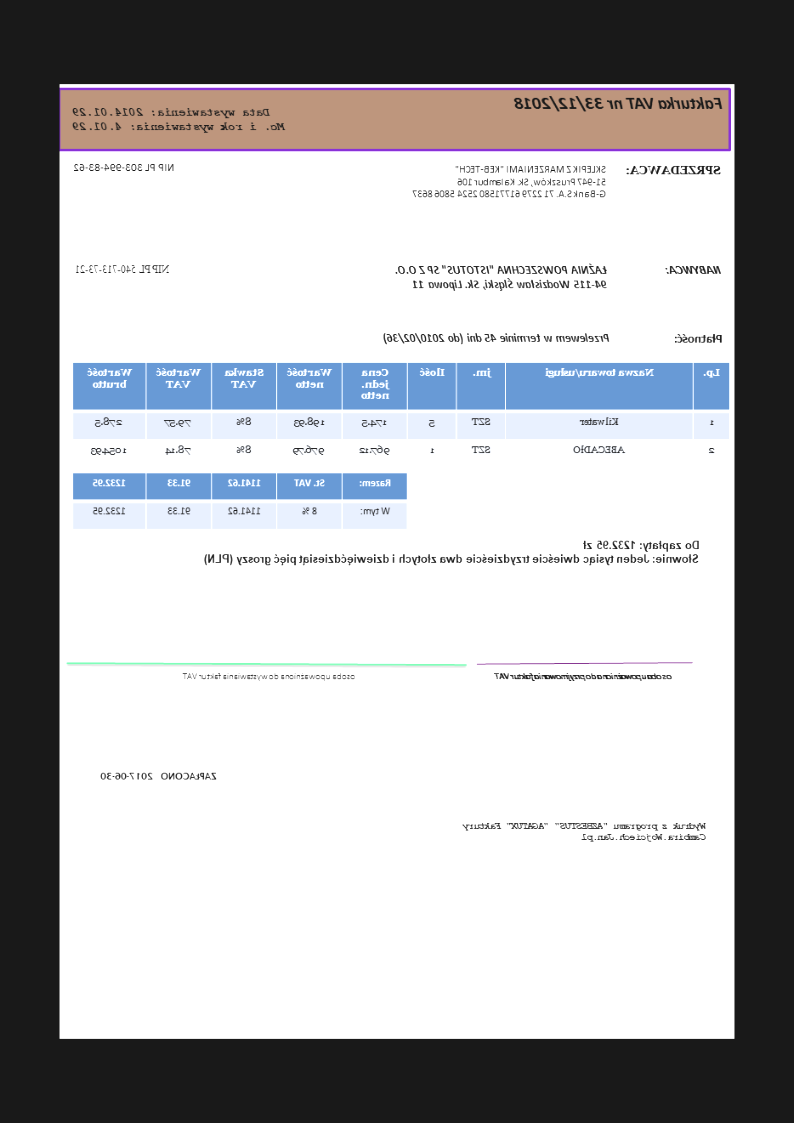 Fakturka VAT nr 33/12/2018
Data wystawienia: 2014.01.29
Mo. i rok wystawienia: 4.01.29
SPRZEDAWCA: SKLEPIK Z MARZENIAMI "KEB-TECH" NIP PL 303-994-83-62
51-947 Pruszków, Sk. Kalambur 106
G-Bank S.A. 71 2279 6177 1580 2524 5806 8637
NABYWCA: ŁAŹNIA POWSZECHNA "ISTOTUS" SP Z O.O. NIP PL 540-713-73-21
94-115 Wodzisław Śląski, Sk. Lipowa 11
Płatność: Przelewem w terminie 45 dni (do 2010/02/36)
Lp. Nazwa towaru/usługi jm. Ilość Cena jedn. netto Wartość netto Stawka VAT Wartość VAT Wartość brutto
1 Kilwater SZT 5 174.5 198.93 8% 79.57 278.5
2 ABECADŁO SZT 1 967.12 976.79 8% 78.14 1054.93
Razem: St. VAT 1141.62 91.33 1232.95
W tym: 8 % 1141.62 91.33 1232.95
Do zapłaty: 1232.95 zł
Słownie: Jeden tysiąc dwieście trzydzieście dwa złotych i dziewięćdziesiąt pięć groszy (PLN)
osoba upoważniona do przyjmowania faktur VAT
osoba upoważniona do wystawiania faktur VAT
ZAPŁACONO 2017-06-30
Wydruk z programu "AZBESTUS" "AGATUX" Faktury
Cambira.Wojciech.Jan.pl